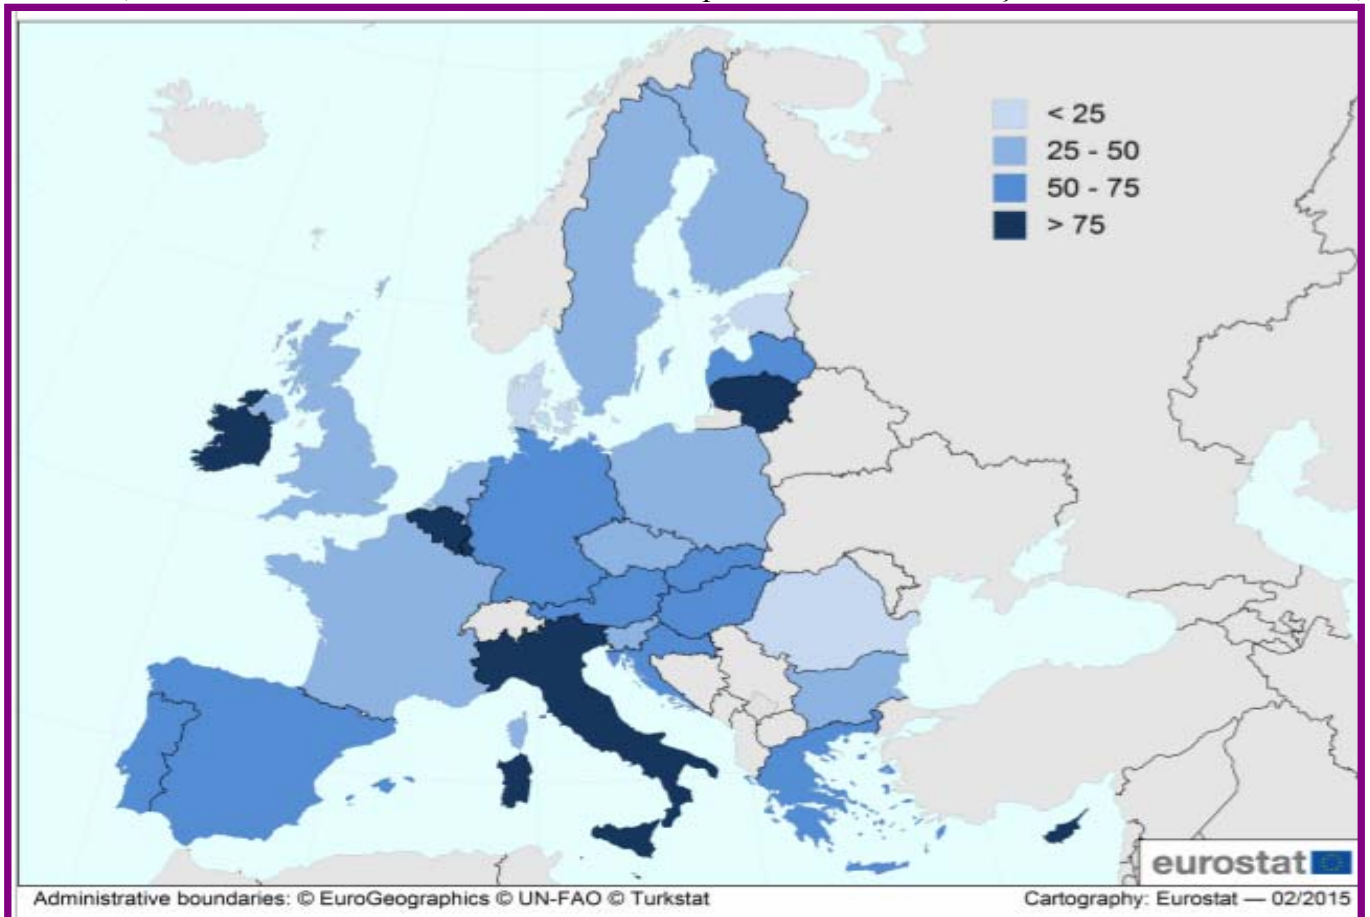 < 25
25 - 50
50 - 75
> 75
eurostat
Administrative boundaries: © EuroGeographics © UN-FAO © Turkstat
Cartography: Eurostat — 02/2015